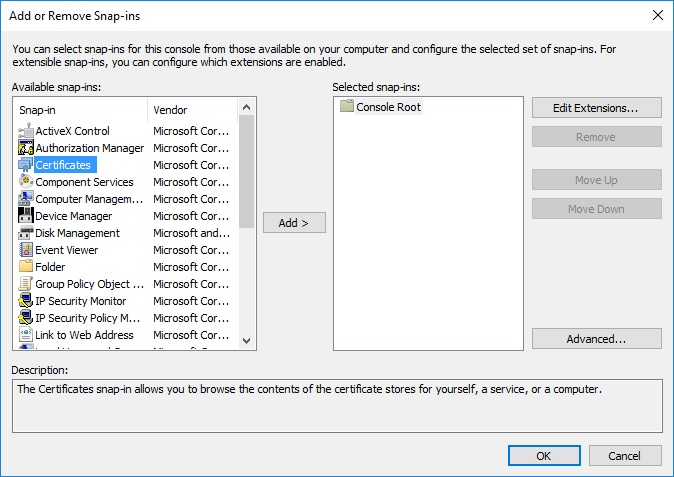 Add or Remove Snap-ins
You can select snap-ins for this console from those available on your computer and configure the selected set of snap-ins. For
extensible snap-ins, you can configure which extensions are enabled.
Available snap-ins:
Snap-in Vendor
ActiveX Control Microsoft Cor...
Authorization Manager Microsoft Cor...
Certificates Microsoft Cor...
Component Services Microsoft Cor...
Computer Managem... Microsoft Cor...
Device Manager Microsoft Cor...
Disk Management Microsoft and...
Event Viewer Microsoft Cor...
Folder Microsoft Cor...
Group Policy Object ... Microsoft Cor...
IP Security Monitor Microsoft Cor...
IP Security Policy M... Microsoft Cor...
Link to Web Address Microsoft Cor...
Add >
Selected snap-ins:
Console Root
Edit Extensions...
Remove
Move Up
Move Down
Advanced...
Description:
The Certificates snap-in allows you to browse the contents of the certificate stores for yourself, a service, or a computer.
OK Cancel